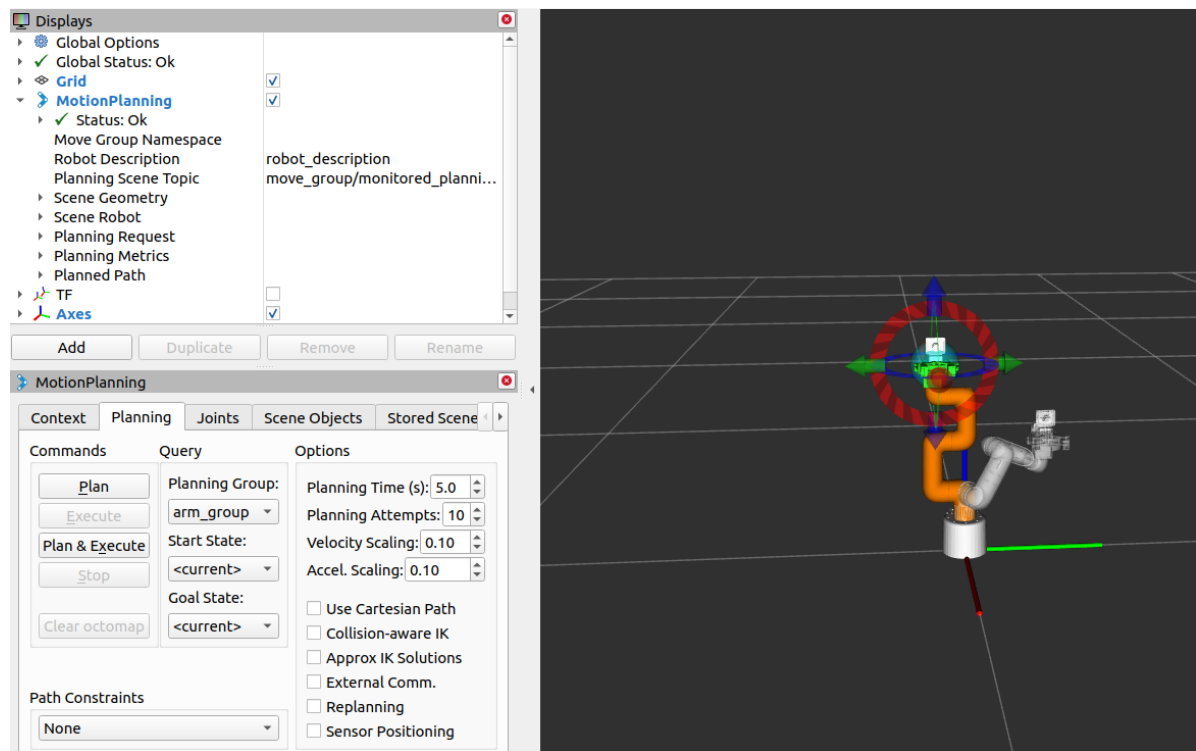 Displays
Global Options
Global Status: Ok
Grid
MotionPlanning
Status: Ok
Move Group Namespace
Robot Description robot_description
Planning Scene Topic move_group/monitored_planni...
Scene Geometry
Scene Robot
Planning Request
Planning Metrics
Planned Path
TF
Axes
Add Duplicate Remove Rename
MotionPlanning
Context Planning Joints Scene Objects Stored Scene
Commands Query Options
Plan Planning Group: Planning Time (s): 5.0
Execute arm_group Planning Attempts: 10
Plan & Execute Start State: Velocity Scaling: 0.10
Stop <current> Accel. Scaling: 0.10
Goal State:
Clear octomap <current>
Use Cartesian Path
Collision-aware IK
Approx IK Solutions
External Comm.
Replanning
Sensor Positioning
Path Constraints
None